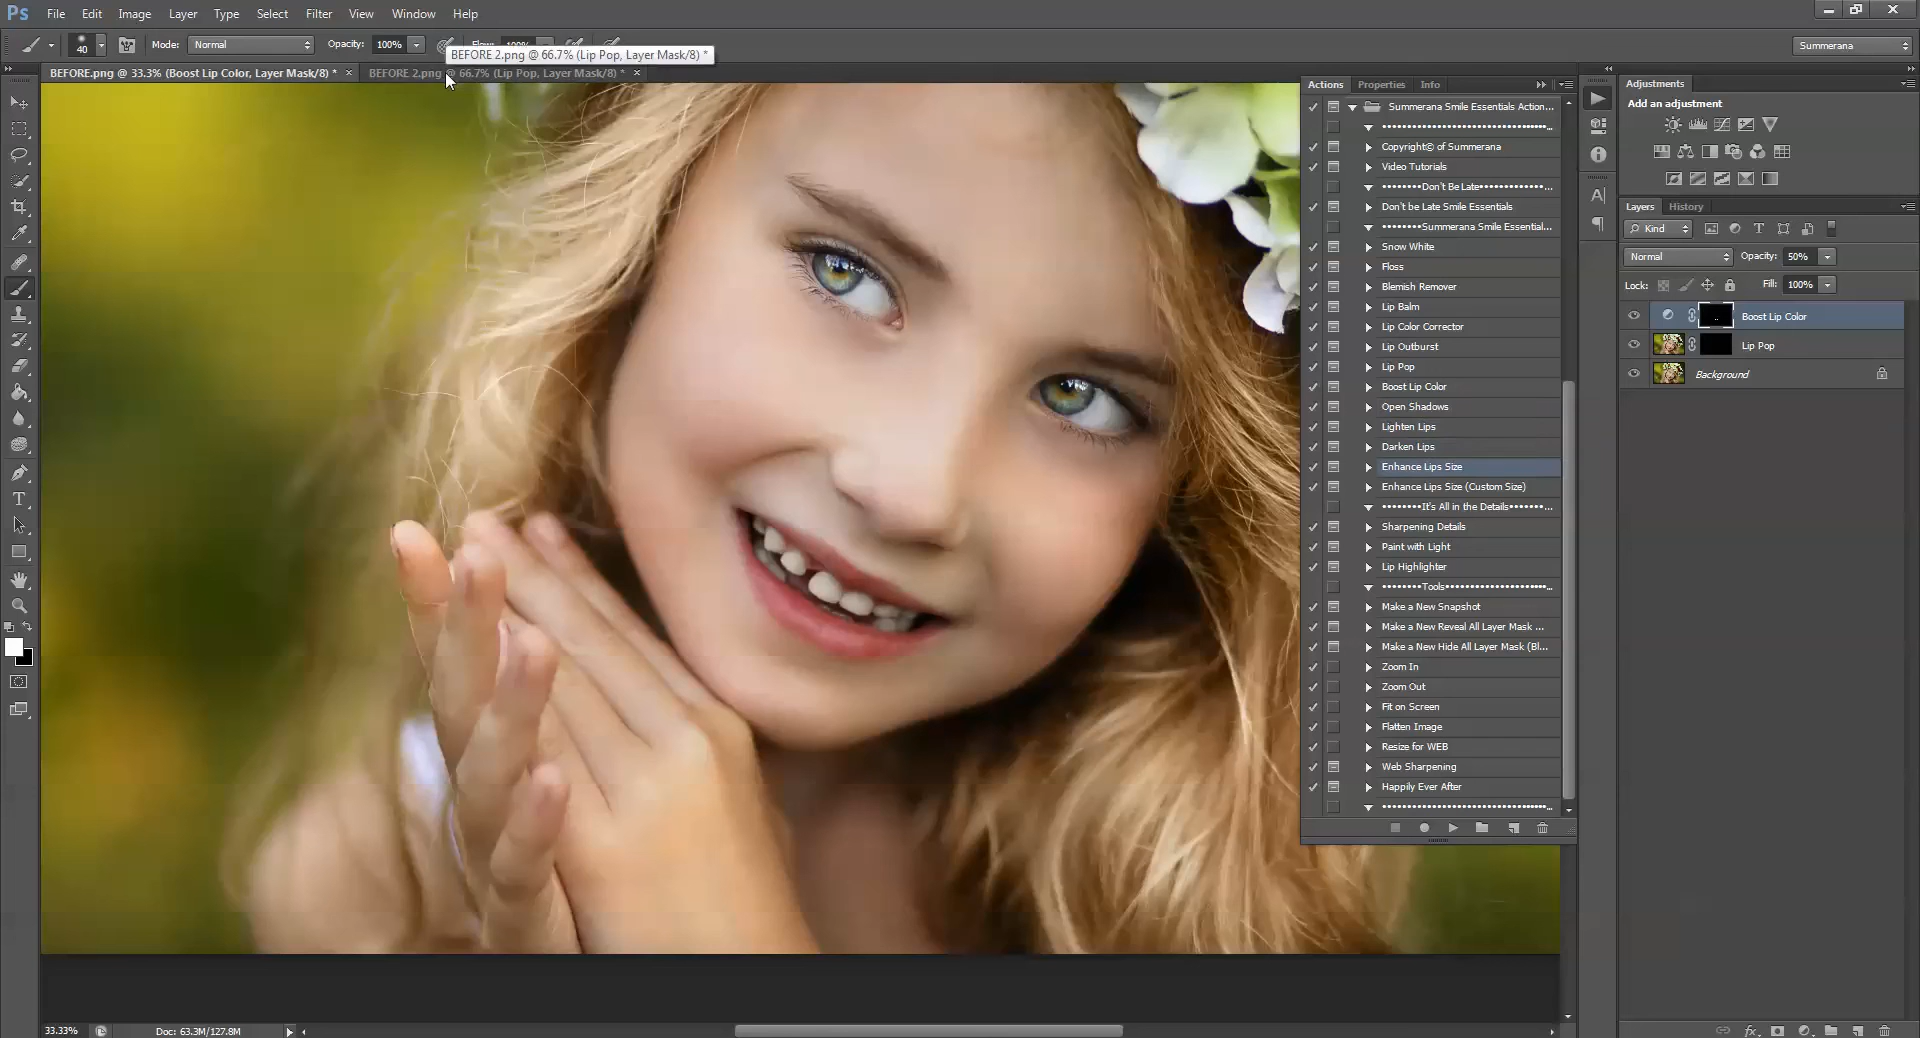 Ps File Edit Image Layer Type Select Filter View Window Help
40 Mode: Normal Opacity: 100%
Summerana
BEFORE 2.png @ 66.7% (Lip Pop, Layer Mask/8) *
BEFORE.png @ 33.3% (Boost Lip Color, Layer Mask/8) * × BEFORE 2.png @ 66.7% (Lip Pop, Layer Mask/8) * ×
Actions Properties Info
Summerana Smile Essentials Action...
Copyright© of Summerana
Video Tutorials
••••••••Don't Be Late•••••••••••••...
Don't be Late Smile Essentials
••••••••Summerana Smile Essential...
Snow White
Floss
Blemish Remover
Lip Balm
Lip Color Corrector
Lip Outburst
Lip Pop
Boost Lip Color
Open Shadows
Lighten Lips
Darken Lips
Enhance Lips Size
Enhance Lips Size (Custom Size)
••••••••It's All in the Details•••••••...
Sharpening Details
Paint with Light
Lip Highlighter
••••••••Tools•••••••••••••••••••••...
Make a New Snapshot
Make a New Reveal All Layer Mask ...
Make a New Hide All Layer Mask (Bl...
Zoom In
Zoom Out
Fit on Screen
Flatten Image
Resize for WEB
Web Sharpening
Happily Ever After
Adjustments
Add an adjustment
Layers History
Kind
Normal Opacity: 50%
Lock: Fill: 100%
Boost Lip Color
Lip Pop
Background
33.33% Doc: 63.3M/127.8M